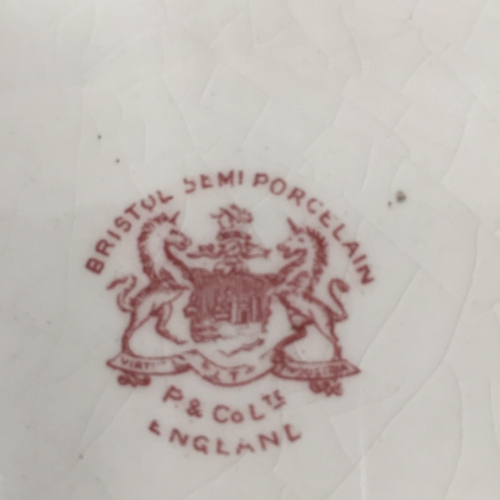 BRISTOL SEMI PORCELAIN
P. & Co LTD
ENGLAND